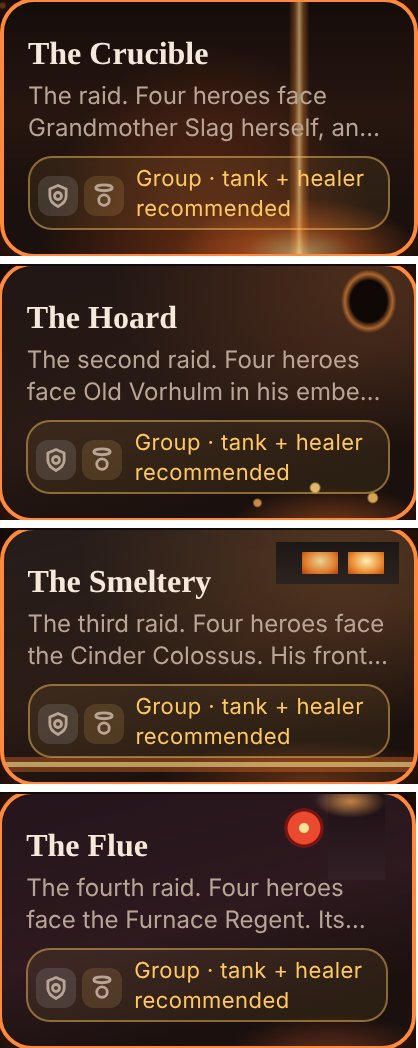 The Crucible
The raid. Four heroes face
Grandmother Slag herself, an...
Group · tank + healer
recommended
The Hoard
The second raid. Four heroes
face Old Vorhulm in his embe...
Group · tank + healer
recommended
The Smeltery
The third raid. Four heroes face
the Cinder Colossus. His front...
Group · tank + healer
recommended
The Flue
The fourth raid. Four heroes
face the Furnace Regent. Its...
Group · tank + healer
recommended